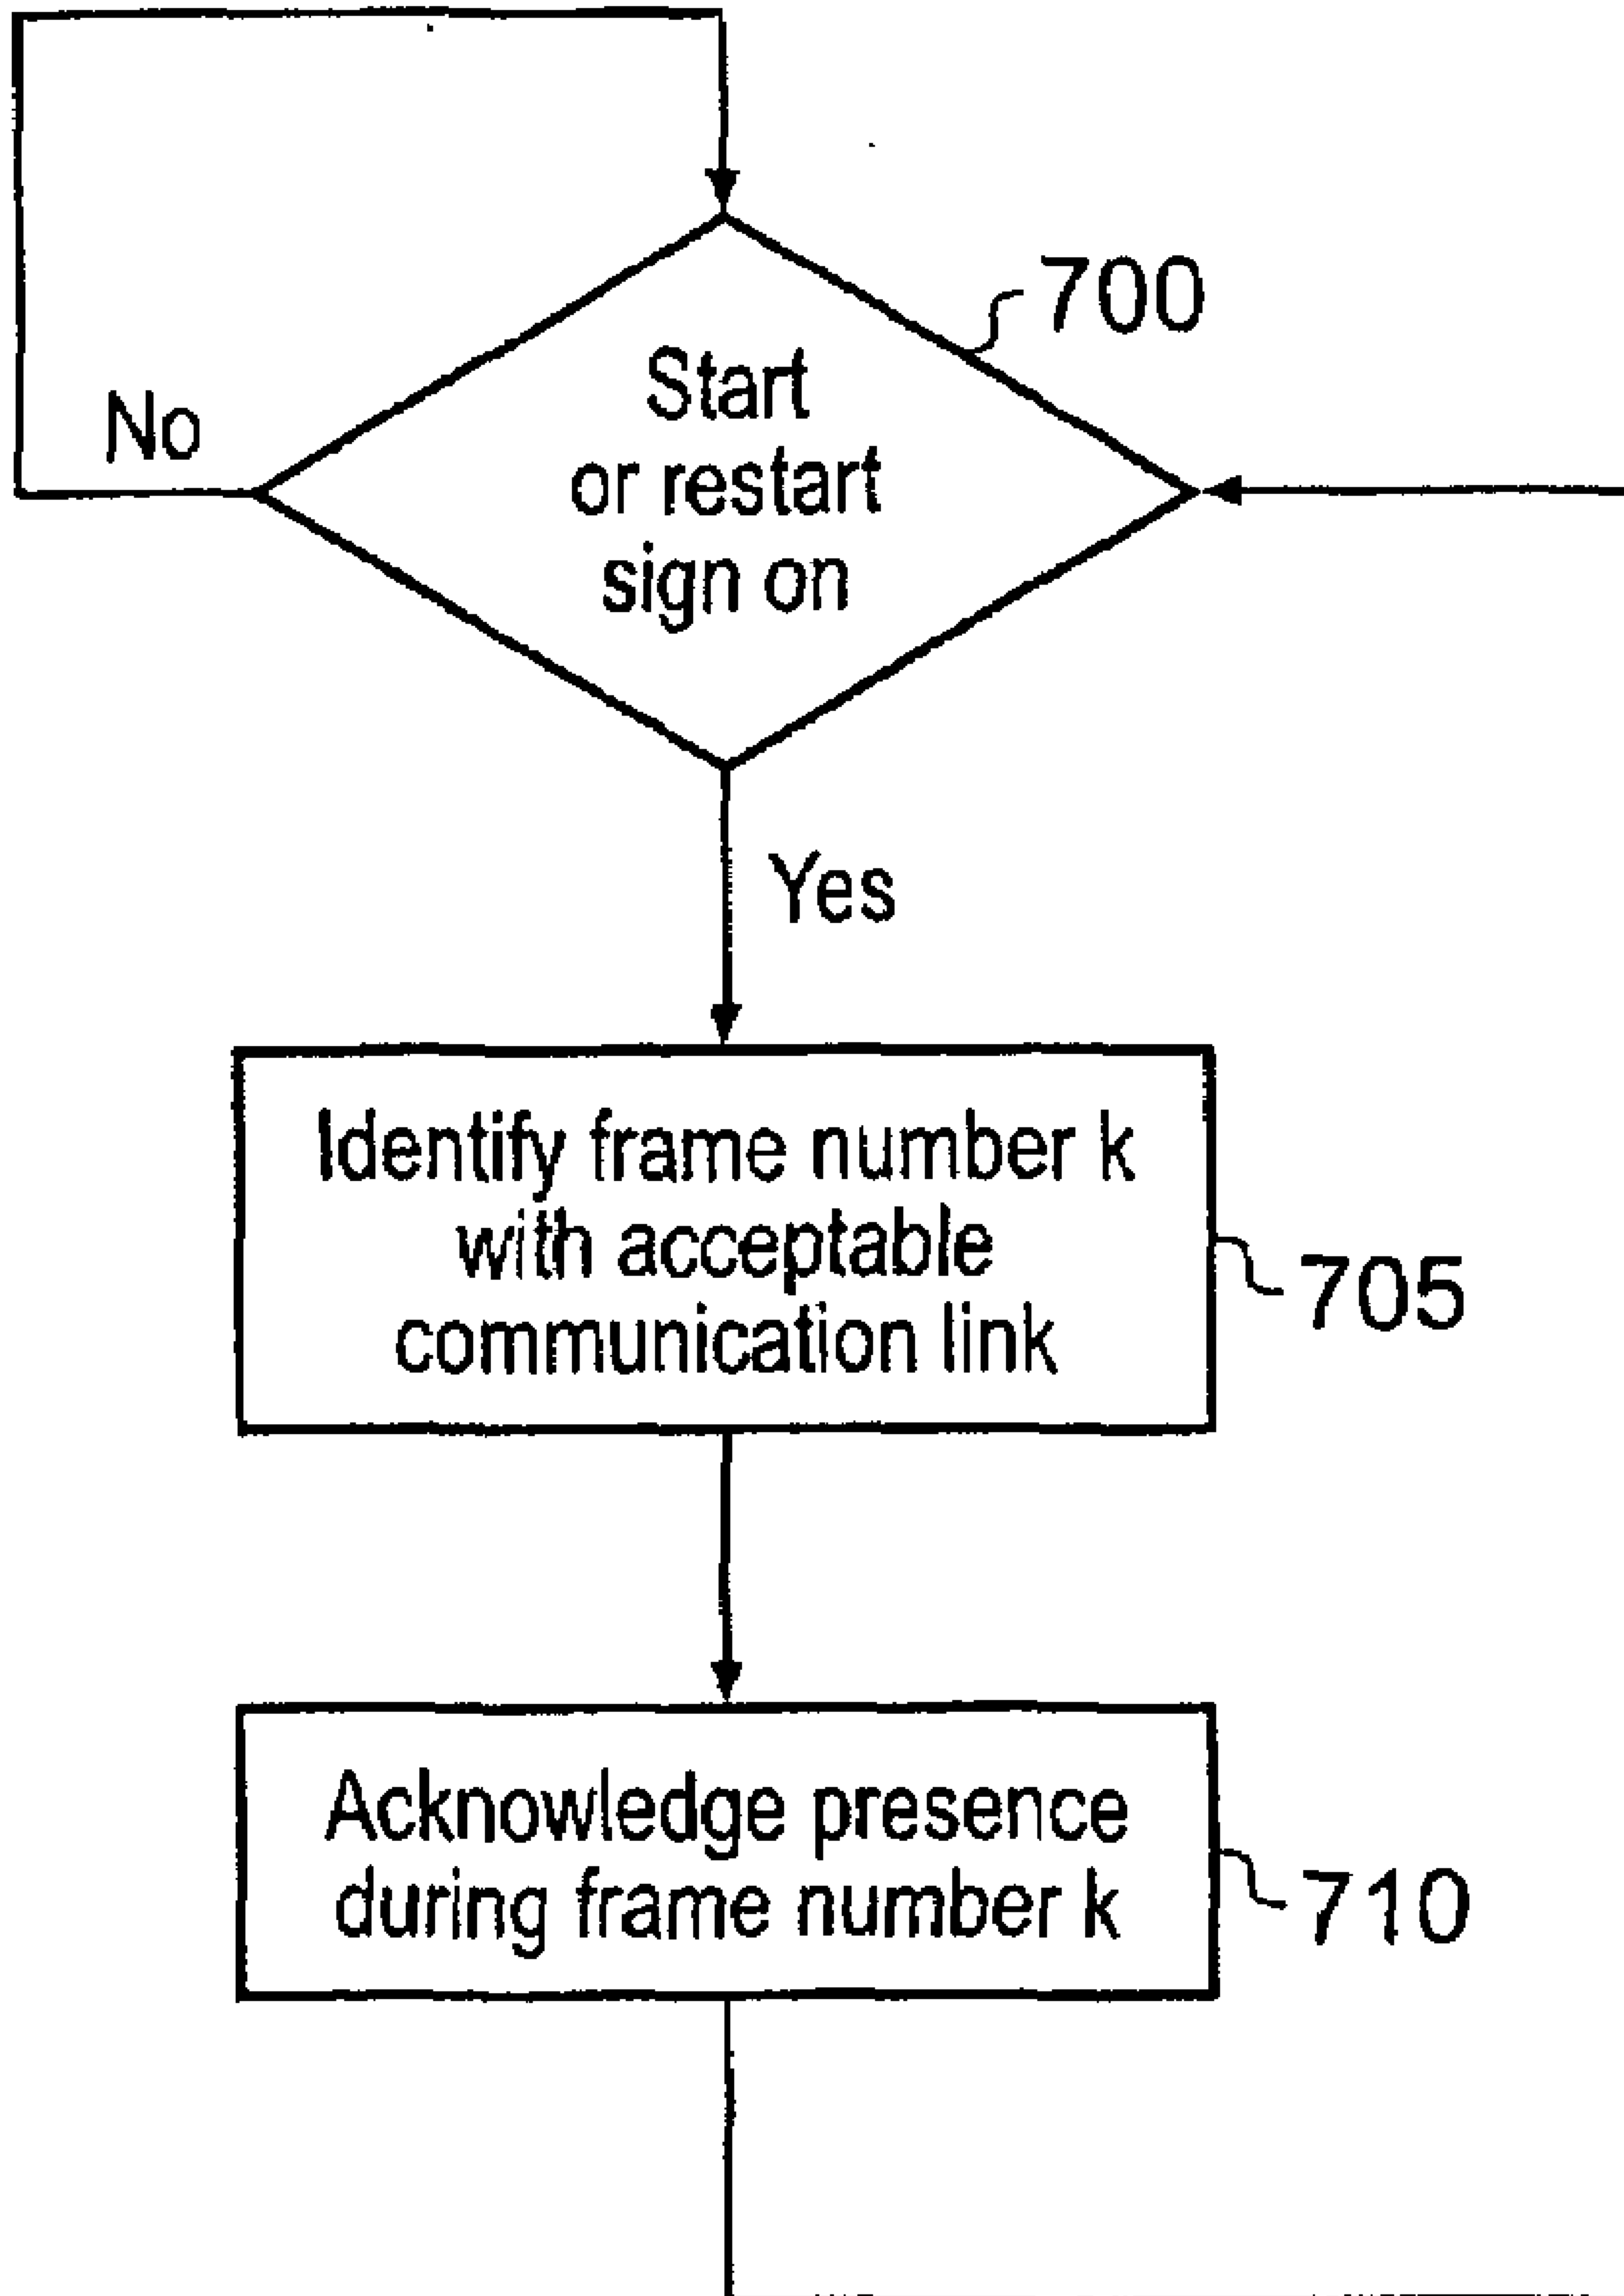 700
Start
or restart
sign on
No
Yes
Identify frame number k
with acceptable
communication link
705
Acknowledge presence
during frame number k
710